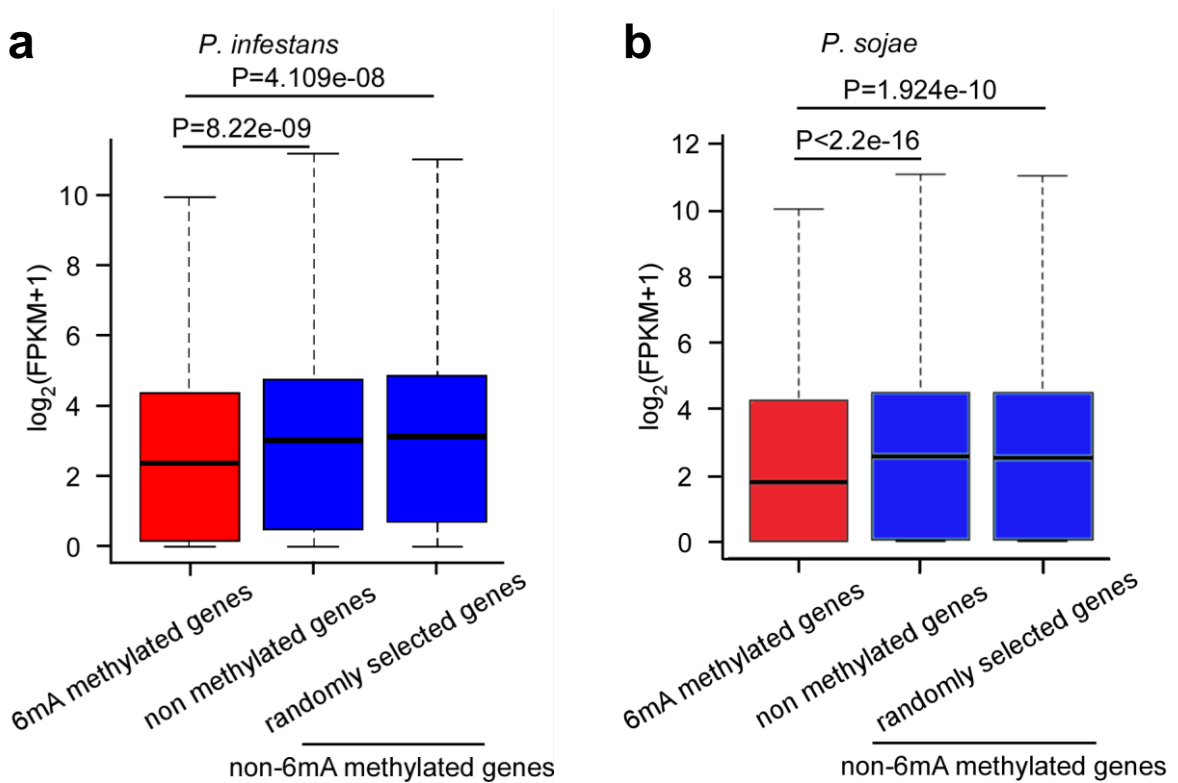 a
P. infestans
P=4.109e-08
P=8.22e-09
10
8
6
4
2
0
log2(FPKM+1)
6mA methylated genes
non methylated genes
randomly selected genes
non-6mA methylated genes
b
P. sojae
P=1.924e-10
P<2.2e-16
12
10
8
6
4
2
0
log2(FPKM+1)
6mA methylated genes
non methylated genes
randomly selected genes
non-6mA methylated genes